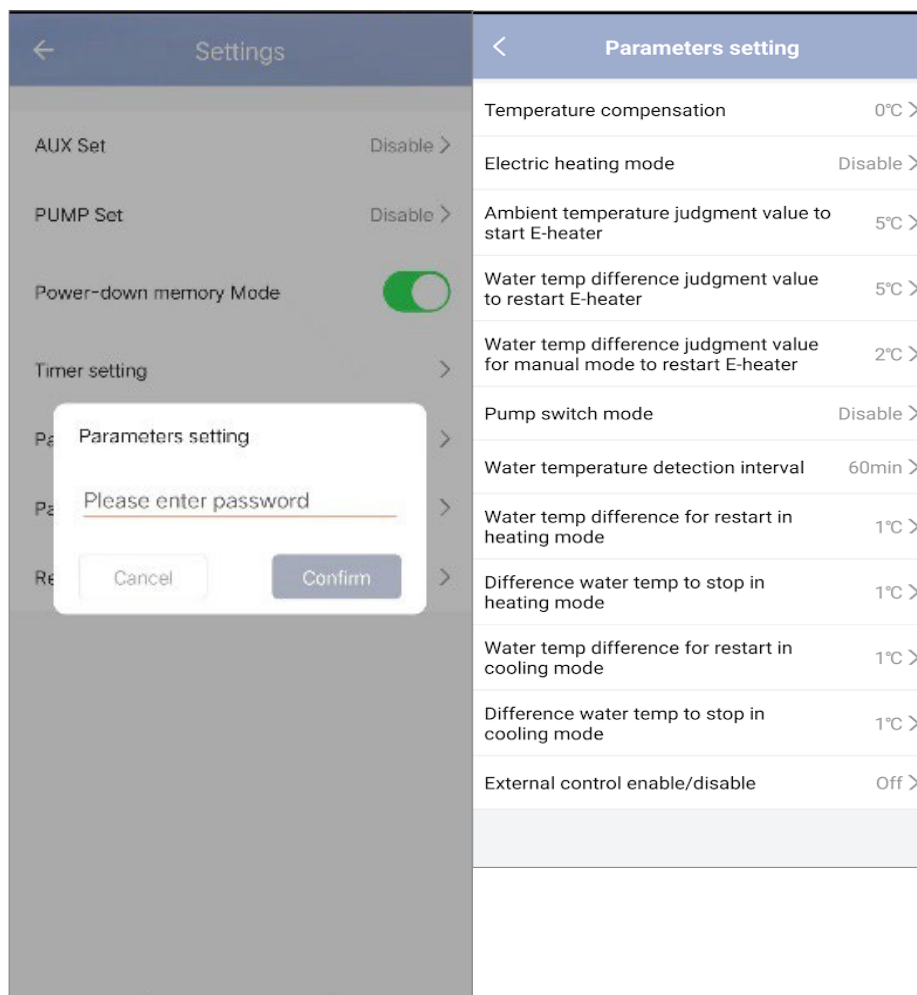 Settings
AUX Set Disable
PUMP Set Disable
Power-down memory Mode
Timer setting
Pa
Parameters setting
Please enter password
Pa
Cancel Confirm
Re
Parameters setting
Temperature compensation 0℃
Electric heating mode Disable
Ambient temperature judgment value to
start E-heater 5℃
Water temp difference judgment value
to restart E-heater 5℃
Water temp difference judgment value
for manual mode to restart E-heater 2℃
Pump switch mode Disable
Water temperature detection interval 60min
Water temp difference for restart in
heating mode 1℃
Difference water temp to stop in
heating mode 1℃
Water temp difference for restart in
cooling mode 1℃
Difference water temp to stop in
cooling mode 1℃
External control enable/disable Off